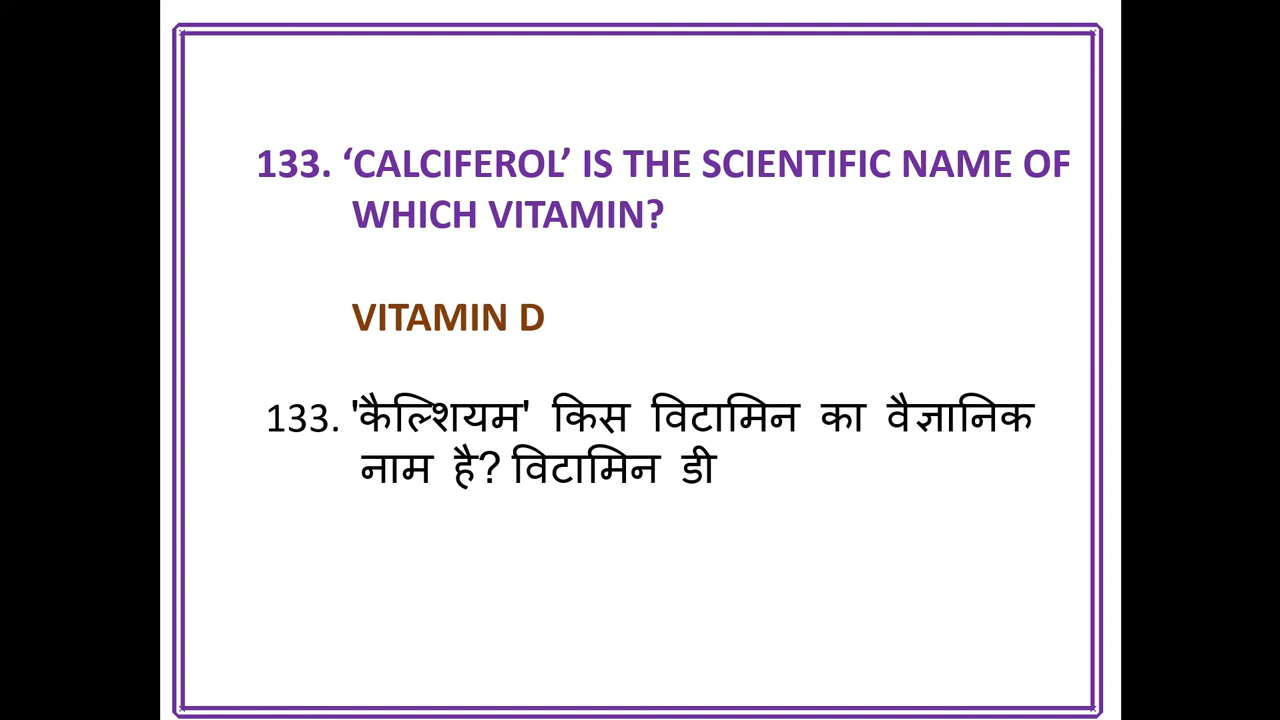 133. ‘CALCIFEROL’ IS THE SCIENTIFIC NAME OF
WHICH VITAMIN?
VITAMIN D
133. 'कैल्शियम' किस विटामिन का वैज्ञानिक
नाम है? विटामिन डी